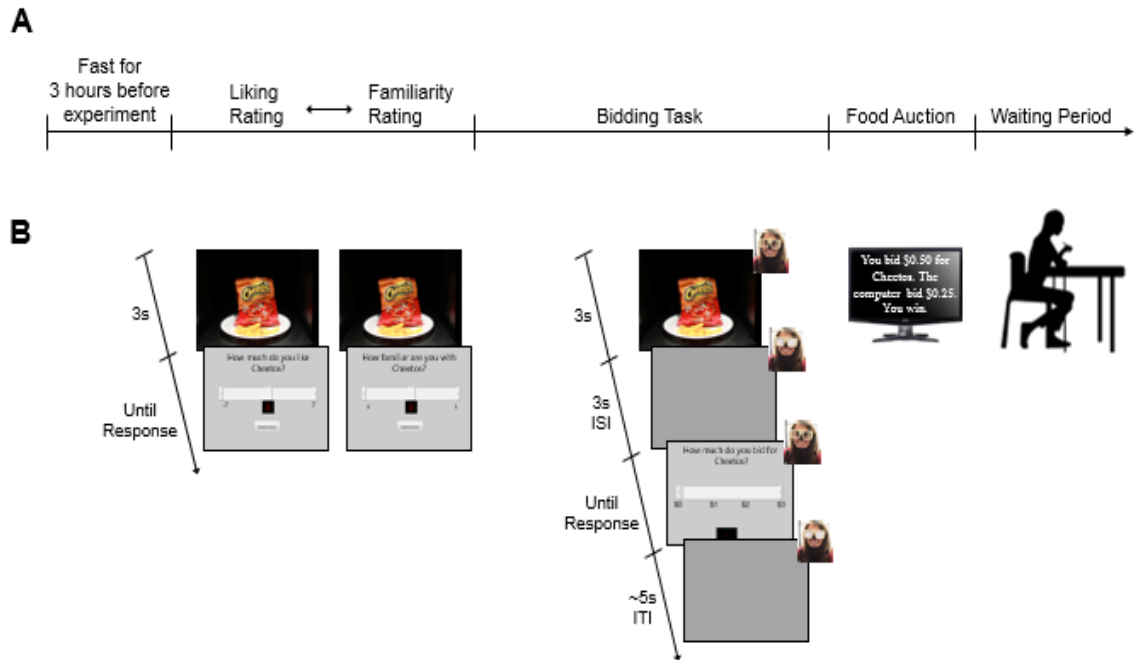 A
Fast for
3 hours before
experiment
Liking
Rating
Familiarity
Rating
Bidding Task
Food Auction
Waiting Period
B
3s
Until
Response
How much do you like
Cheetos?
-7
7
How familiar are you with
Cheetos?
3s
3s
ISI
Until
Response
~5s
ITI
How much do you bid for
Cheetos?
$0
$1
$2
$3
You bid $0.50 for
Cheetos. The
computer bid $0.25.
You win.